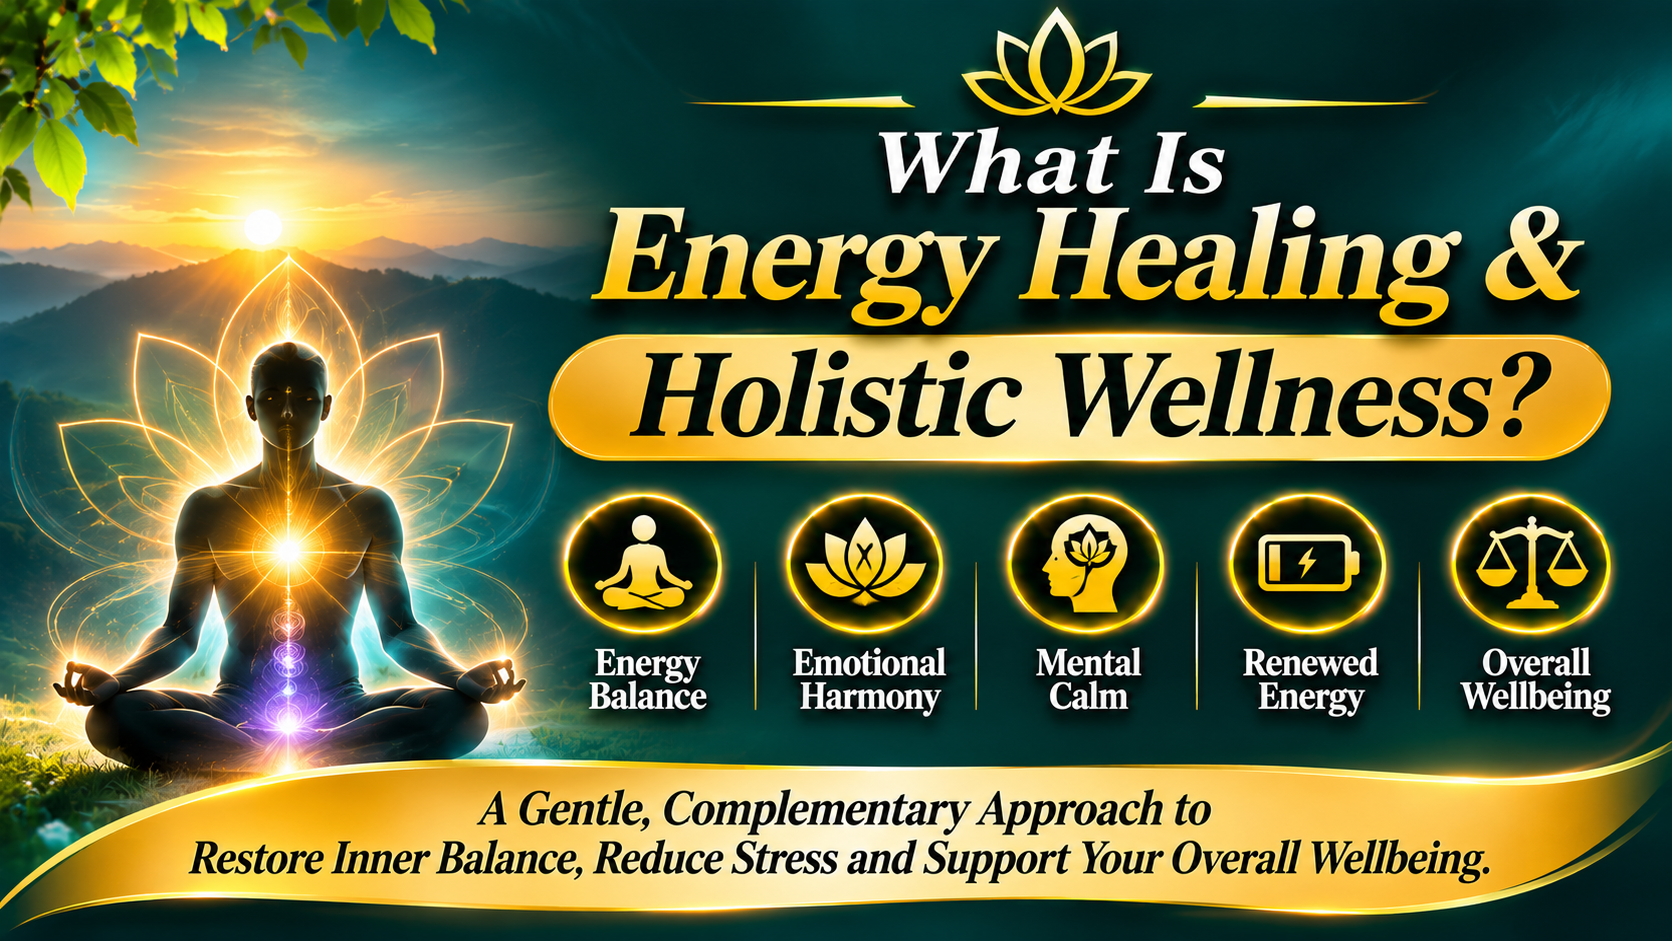 What Is
Energy Healing &
Holistic Wellness?
Energy
Balance
Emotional
Harmony
Mental
Calm
Renewed
Energy
Overall
Wellbeing
A Gentle, Complementary Approach to
Restore Inner Balance, Reduce Stress and Support Your Overall Wellbeing.